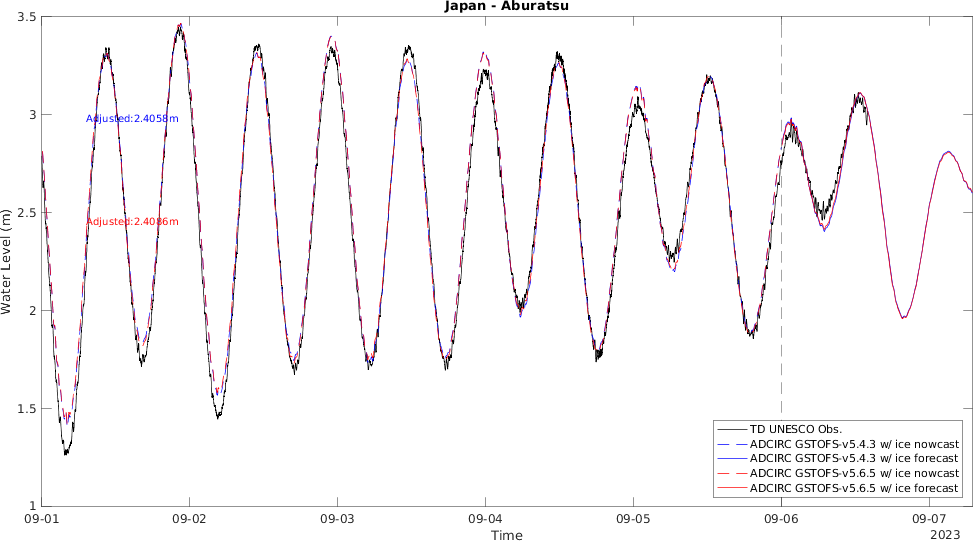 Japan - Aburatsu
3.5
3
2.5
2
1.5
1
Water Level (m)
Adjusted:2.4058m
Adjusted:2.4086m
TD UNESCO Obs.
ADCIRC GSTOFS-v5.4.3 w/ ice nowcast
ADCIRC GSTOFS-v5.4.3 w/ ice forecast
ADCIRC GSTOFS-v5.6.5 w/ ice nowcast
ADCIRC GSTOFS-v5.6.5 w/ ice forecast
09-01 09-02 09-03 09-04 09-05 09-06 09-07
Time
2023